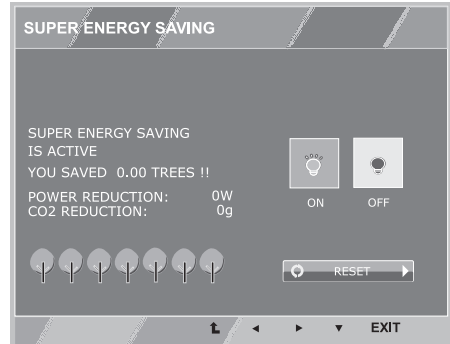 SUPER ENERGY SAVING
SUPER ENERGY SAVING
IS ACTIVE
YOU SAVED 0.00 TREES !!
POWER REDUCTION: 0W
CO2 REDUCTION: 0g
ON OFF
RESET
EXIT